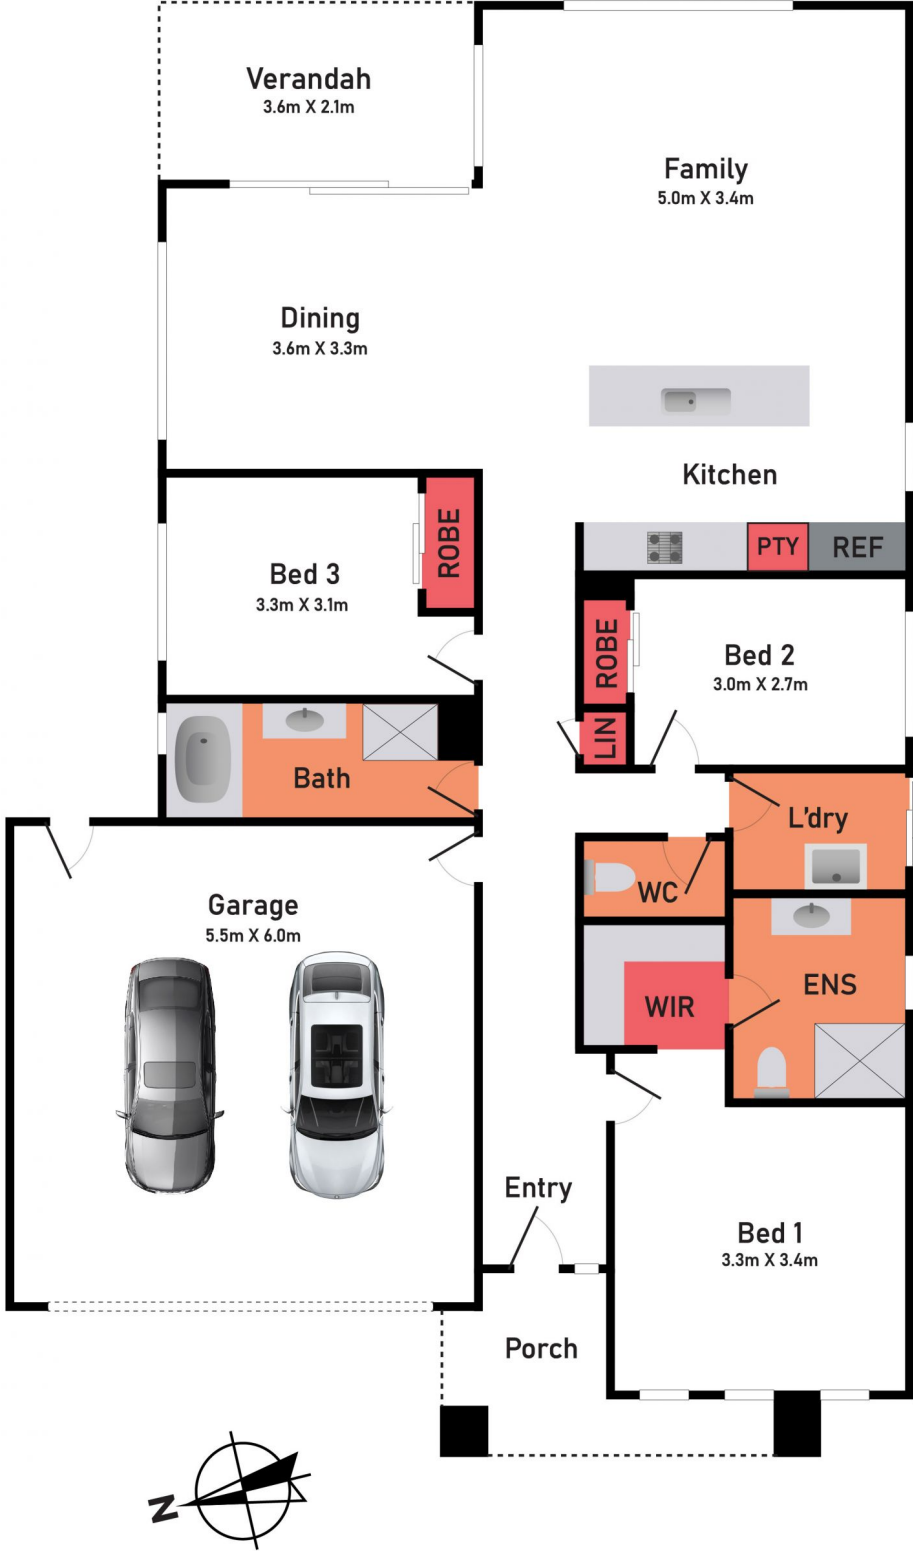 Verandah
3.6m X 2.1m
Family
5.0m X 3.4m
Dining
3.6m X 3.3m
Kitchen
PTY
REF
ROBE
Bed 3
3.3m X 3.1m
ROBE
Bed 2
3.0m X 2.7m
LIN
Bath
L'dry
WC
Garage
5.5m X 6.0m
ENS
WIR
Entry
Bed 1
3.3m X 3.4m
Porch
N